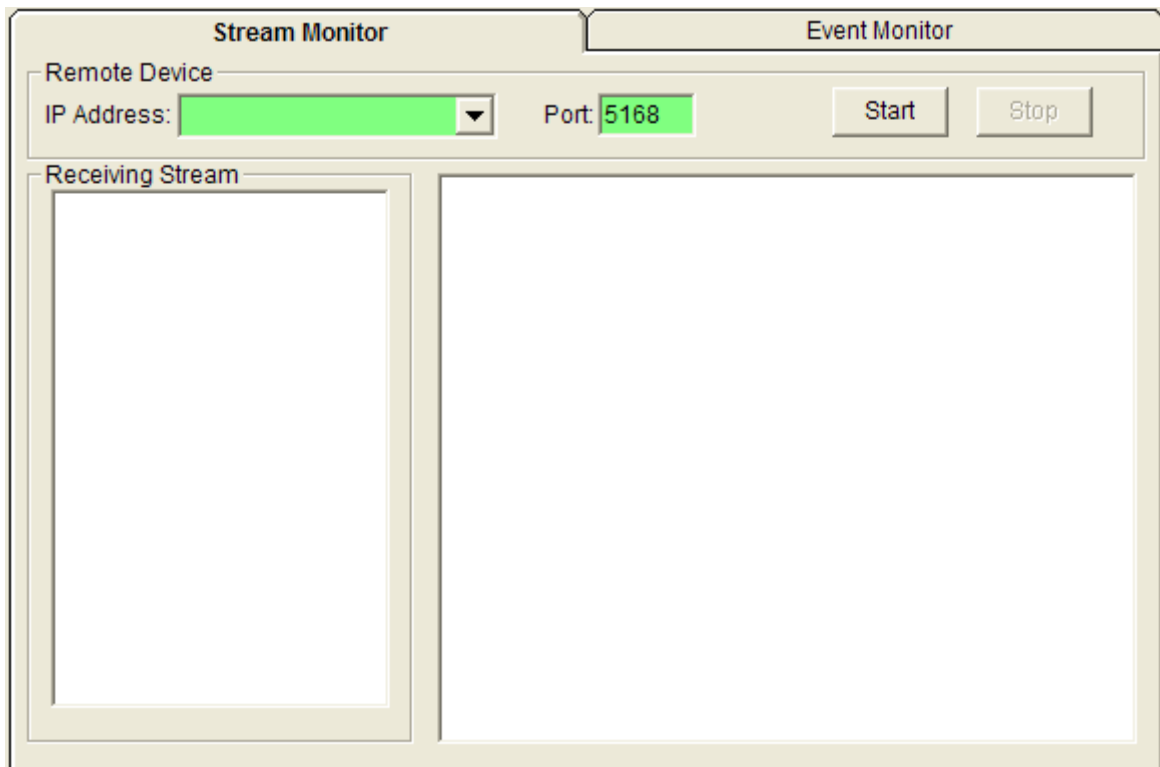 Stream Monitor
Event Monitor
Remote Device
IP Address:
Port:
5168
Start
Stop
Receiving Stream